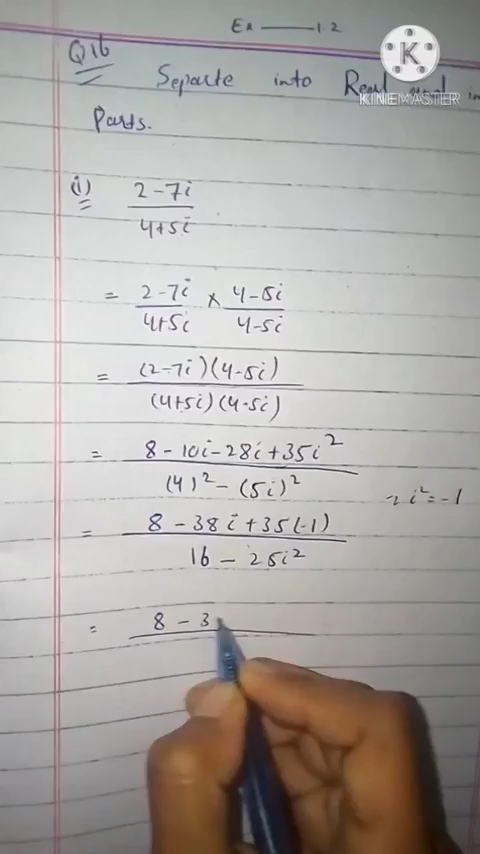 Ex 1.2
Q16
Separte into Real and
Parts.
K
KINEMASTER
(i) 2-7i
4+5i
= 2-7i × 4-5i
4+5i 4-5i
= (2-7i)(4-5i)
(4+5i)(4-5i)
= 8-10i-28i+35i²
(4)²-(5i)²
i²=-1
= 8-38i+35(-1)
16-25i²
= 8-3